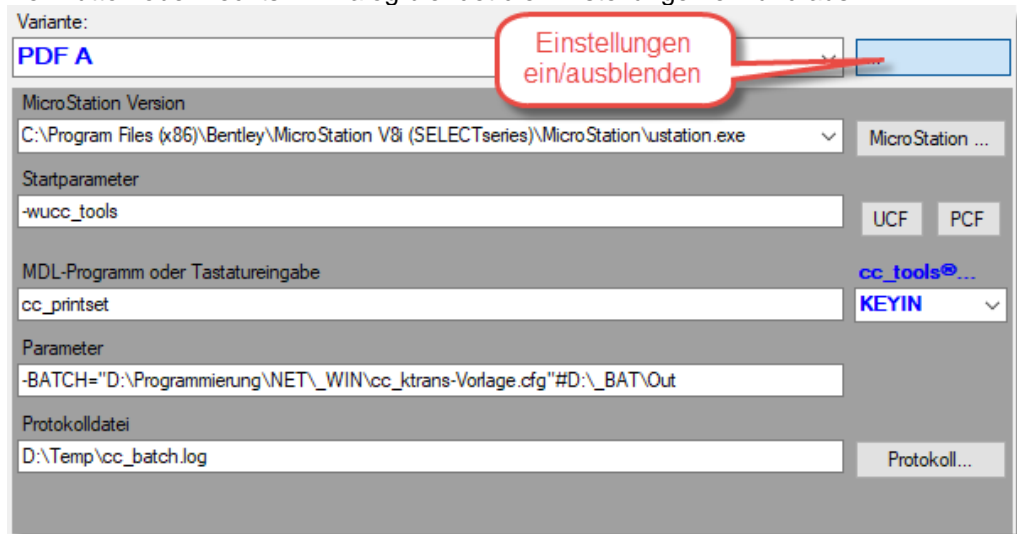 Variante:
PDF A
Einstellungen
ein/ausblenden
...
MicroStation Version
C:\Program Files (x86)\Bentley\MicroStation V8i (SELECTseries)\MicroStation\ustation.exe
MicroStation ...
Startparameter
-wucc_tools
UCF PCF
MDL-Programm oder Tastatureingabe
cc_tools®...
cc_printset
KEYIN
Parameter
-BATCH="D:\Programmierung\NET\_WIN\cc_ktrans-Vorlage.cfg"#D:\_BAT\Out
Protokolldatei
D:\Temp\cc_batch.log
Protokoll...